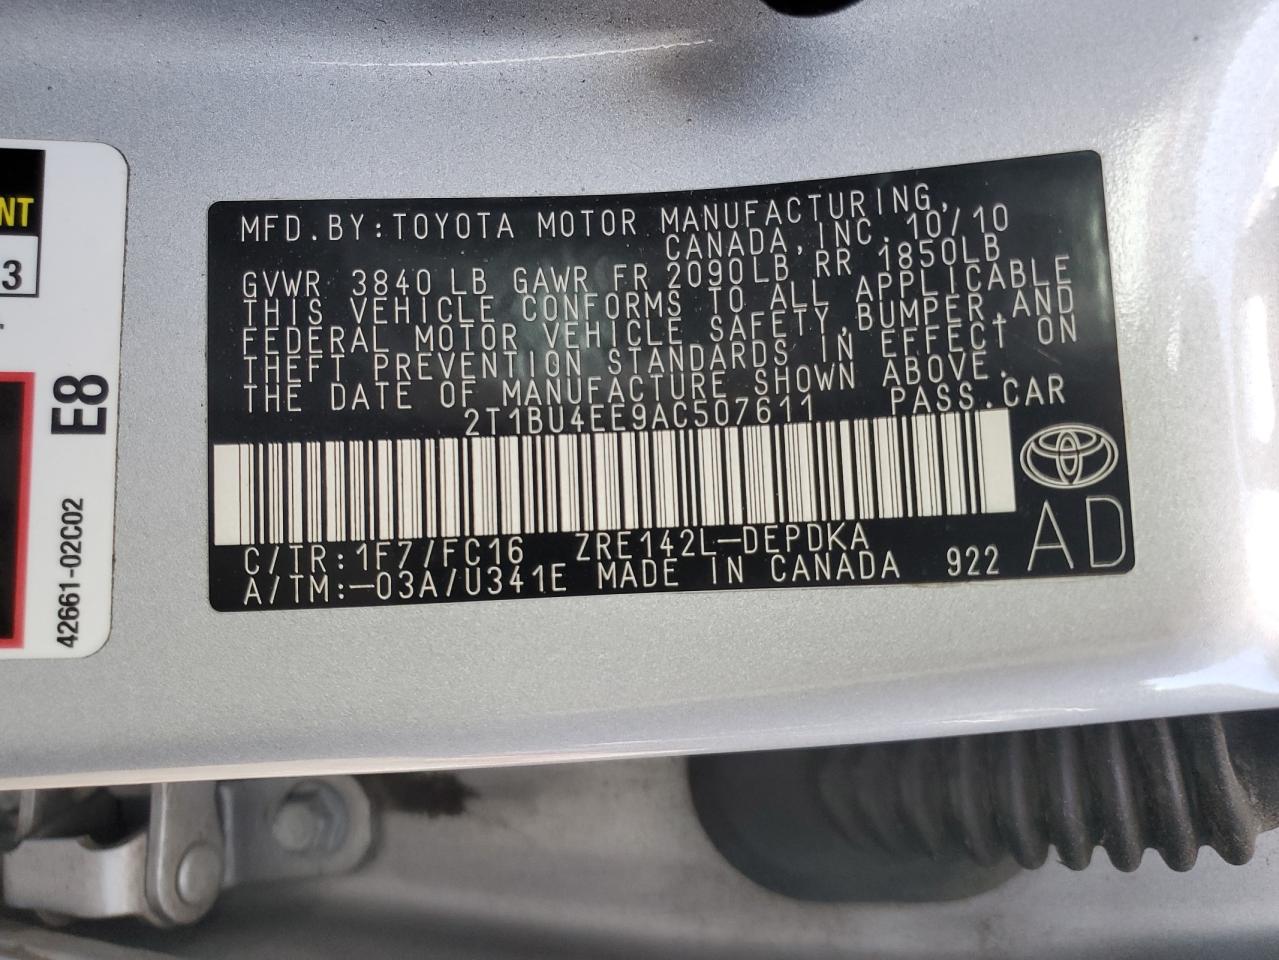 NT
3
E8
42661-02C02
MFD.BY:TOYOTA MOTOR MANUFACTURING,
CANADA,INC. 10/10
GVWR 3840LB GAWR FR 2090LB RR 1850LB
THIS VEHICLE CONFORMS TO ALL APPLICABLE
FEDERAL MOTOR VEHICLE SAFETY,BUMPER,AND
THEFT PREVENTION STANDARDS IN EFFECT ON
THE DATE OF MANUFACTURE SHOWN ABOVE.
2T1BU4EE9AC507611 PASS.CAR
C/TR:1F7/FC16 ZRE142L-DEPDKA
A/TM:-03A/U341E MADE IN CANADA 922
AD